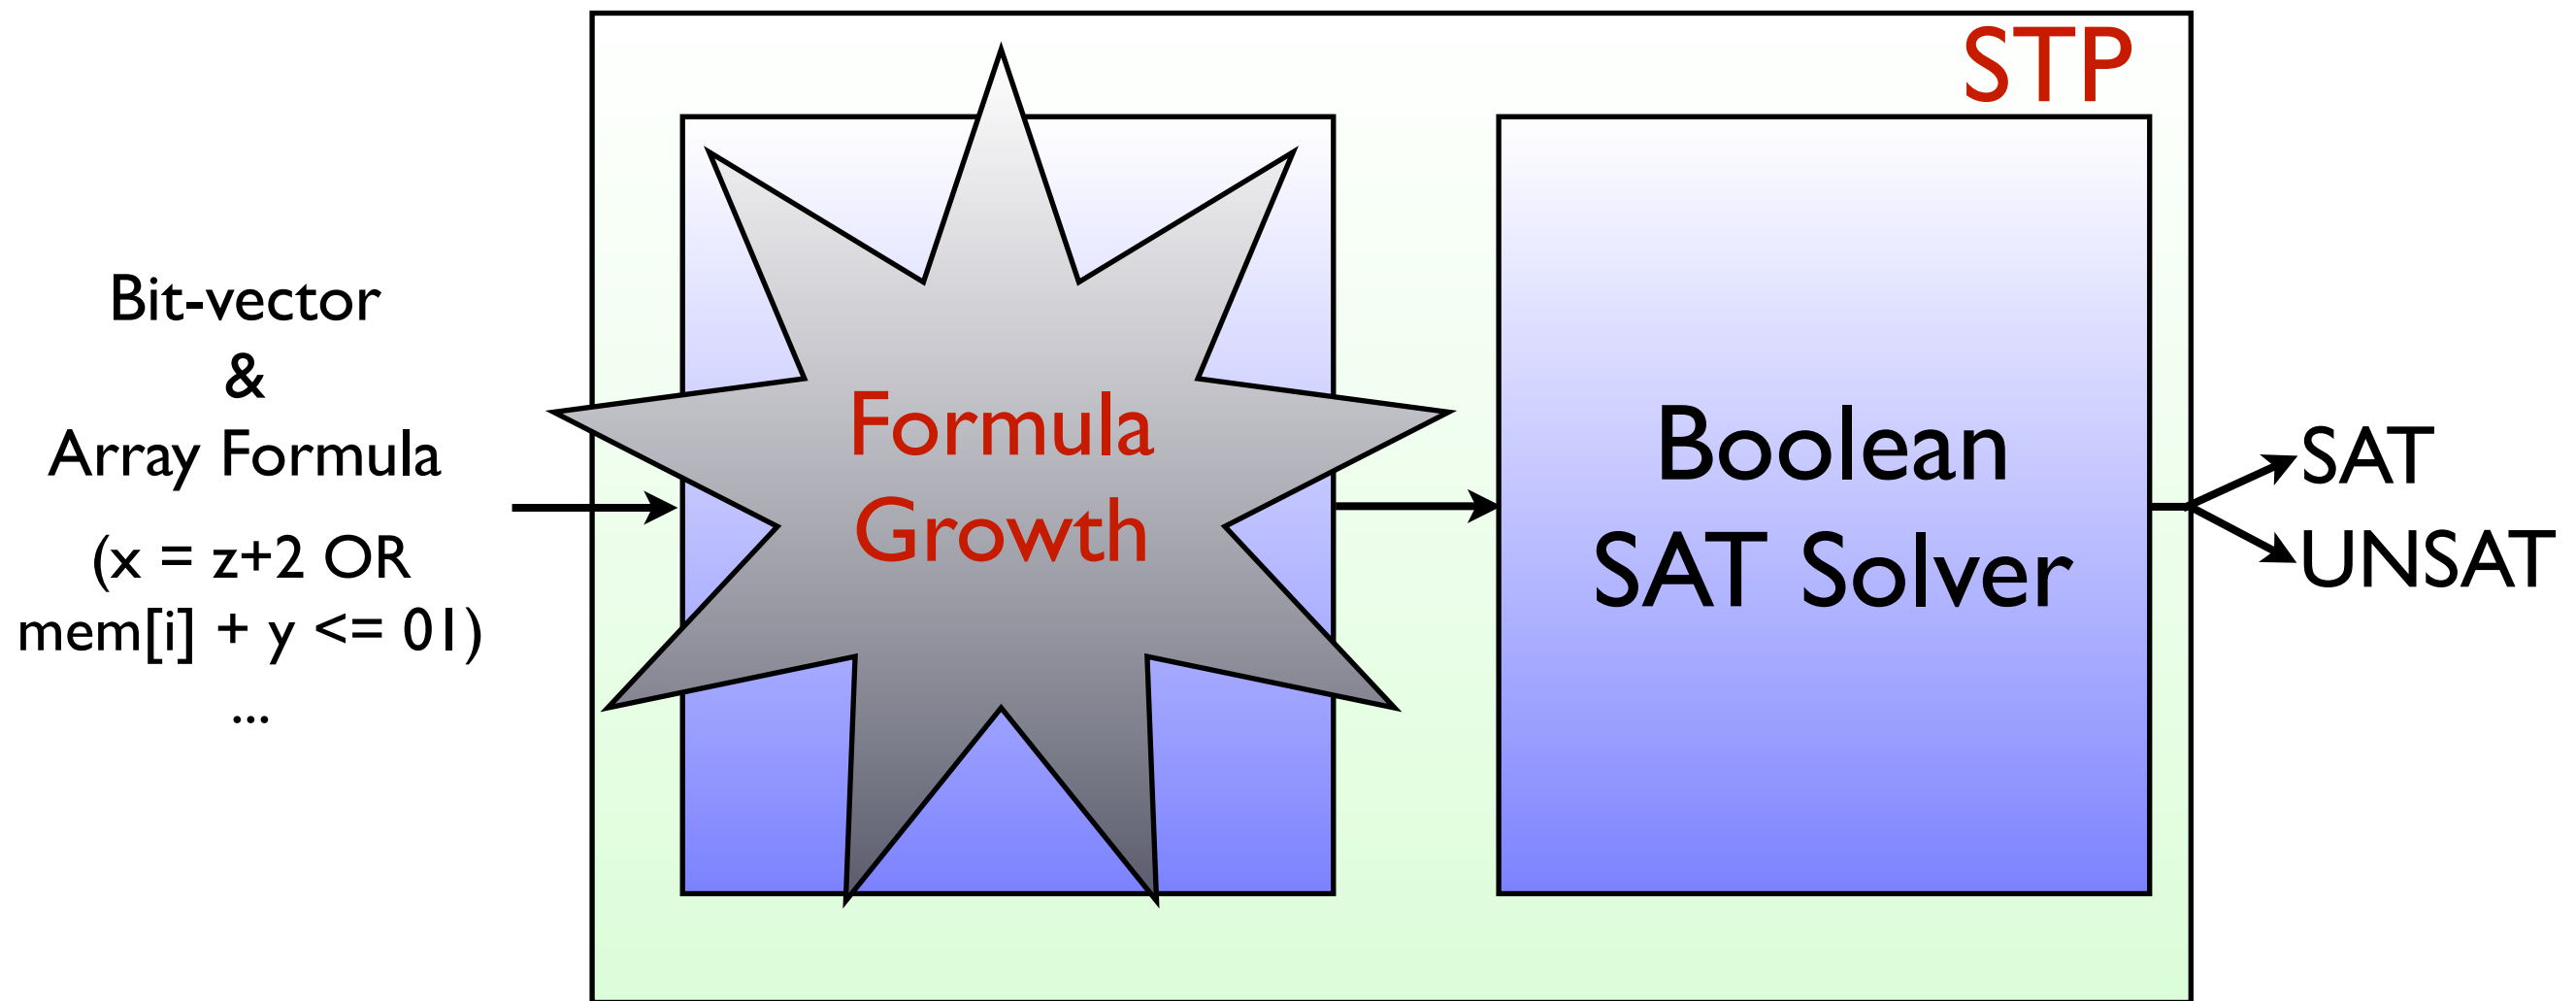 Bit-vector
&
Array Formula
(x = z+2 OR
mem[i] + y <= 01)
...
STP
Formula
Growth
Boolean
SAT Solver
SAT
UNSAT